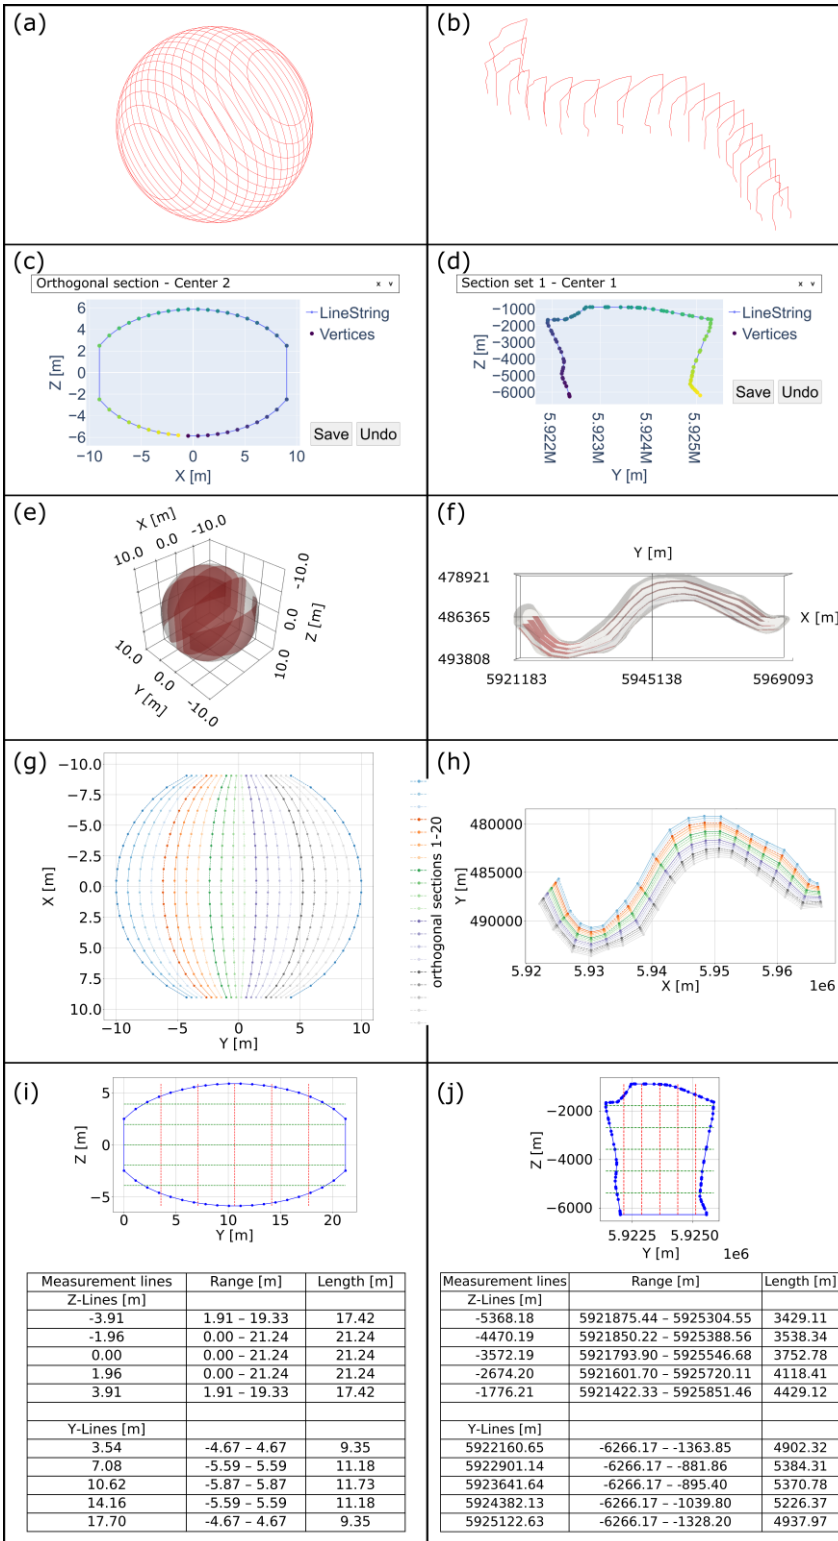 (a)
(b)
(c)
Orthogonal section - Center 2 x v
6
4
2
0
−2
−4
−6
Z [m]
−10 −5 0 5 10
X [m]
LineString
Vertices
Save Undo
(d)
Section set 1 - Center 1 x v
−1000
−2000
−3000
−4000
−5000
−6000
Z [m]
5.922M 5.923M 5.924M 5.925M
Y [m]
LineString
Vertices
Save Undo
(e)
X [m]
10.0 0.0 -10.0
-10.0
0.0
10.0
Z [m]
10.0 0.0 -10.0
Y [m]
(f)
Y [m]
478921
486365
493808
X [m]
5921183 5945138 5969093
(g)
−10.0
−7.5
−5.0
−2.5
0.0
2.5
5.0
7.5
10.0
X [m]
−10 −5 0 5 10
Y [m]
orthogonal sections 1-20
(h)
480000
485000
490000
Y [m]
5.92 5.93 5.94 5.95 5.96
X [m] 1e6
(i)
5
0
−5
Z [m]
0 5 10 15 20
Y [m]
Measurement lines Range [m] Length [m]
Z-Lines [m]
-3.91 1.91 – 19.33 17.42
-1.96 0.00 – 21.24 21.24
0.00 0.00 – 21.24 21.24
1.96 0.00 – 21.24 21.24
3.91 1.91 – 19.33 17.42
Y-Lines [m]
3.54 -4.67 – 4.67 9.35
7.08 -5.59 – 5.59 11.18
10.62 -5.87 – 5.87 11.73
14.16 -5.59 – 5.59 11.18
17.70 -4.67 – 4.67 9.35
(j)
−2000
−4000
−6000
Z [m]
5.9225 5.9250
Y [m] 1e6
Measurement lines Range [m] Length [m]
Z-Lines [m]
-5368.18 5921875.44 – 5925304.55 3429.11
-4470.19 5921850.22 – 5925388.56 3538.34
-3572.19 5921793.90 – 5925546.68 3752.78
-2674.20 5921601.70 – 5925720.11 4118.41
-1776.21 5921422.33 – 5925851.46 4429.12
Y-Lines [m]
5922160.65 -6266.17 – -1363.85 4902.32
5922901.14 -6266.17 – -881.86 5384.31
5923641.64 -6266.17 – -895.40 5370.78
5924382.13 -6266.17 – -1039.80 5226.37
5925122.63 -6266.17 – -1328.20 4937.97